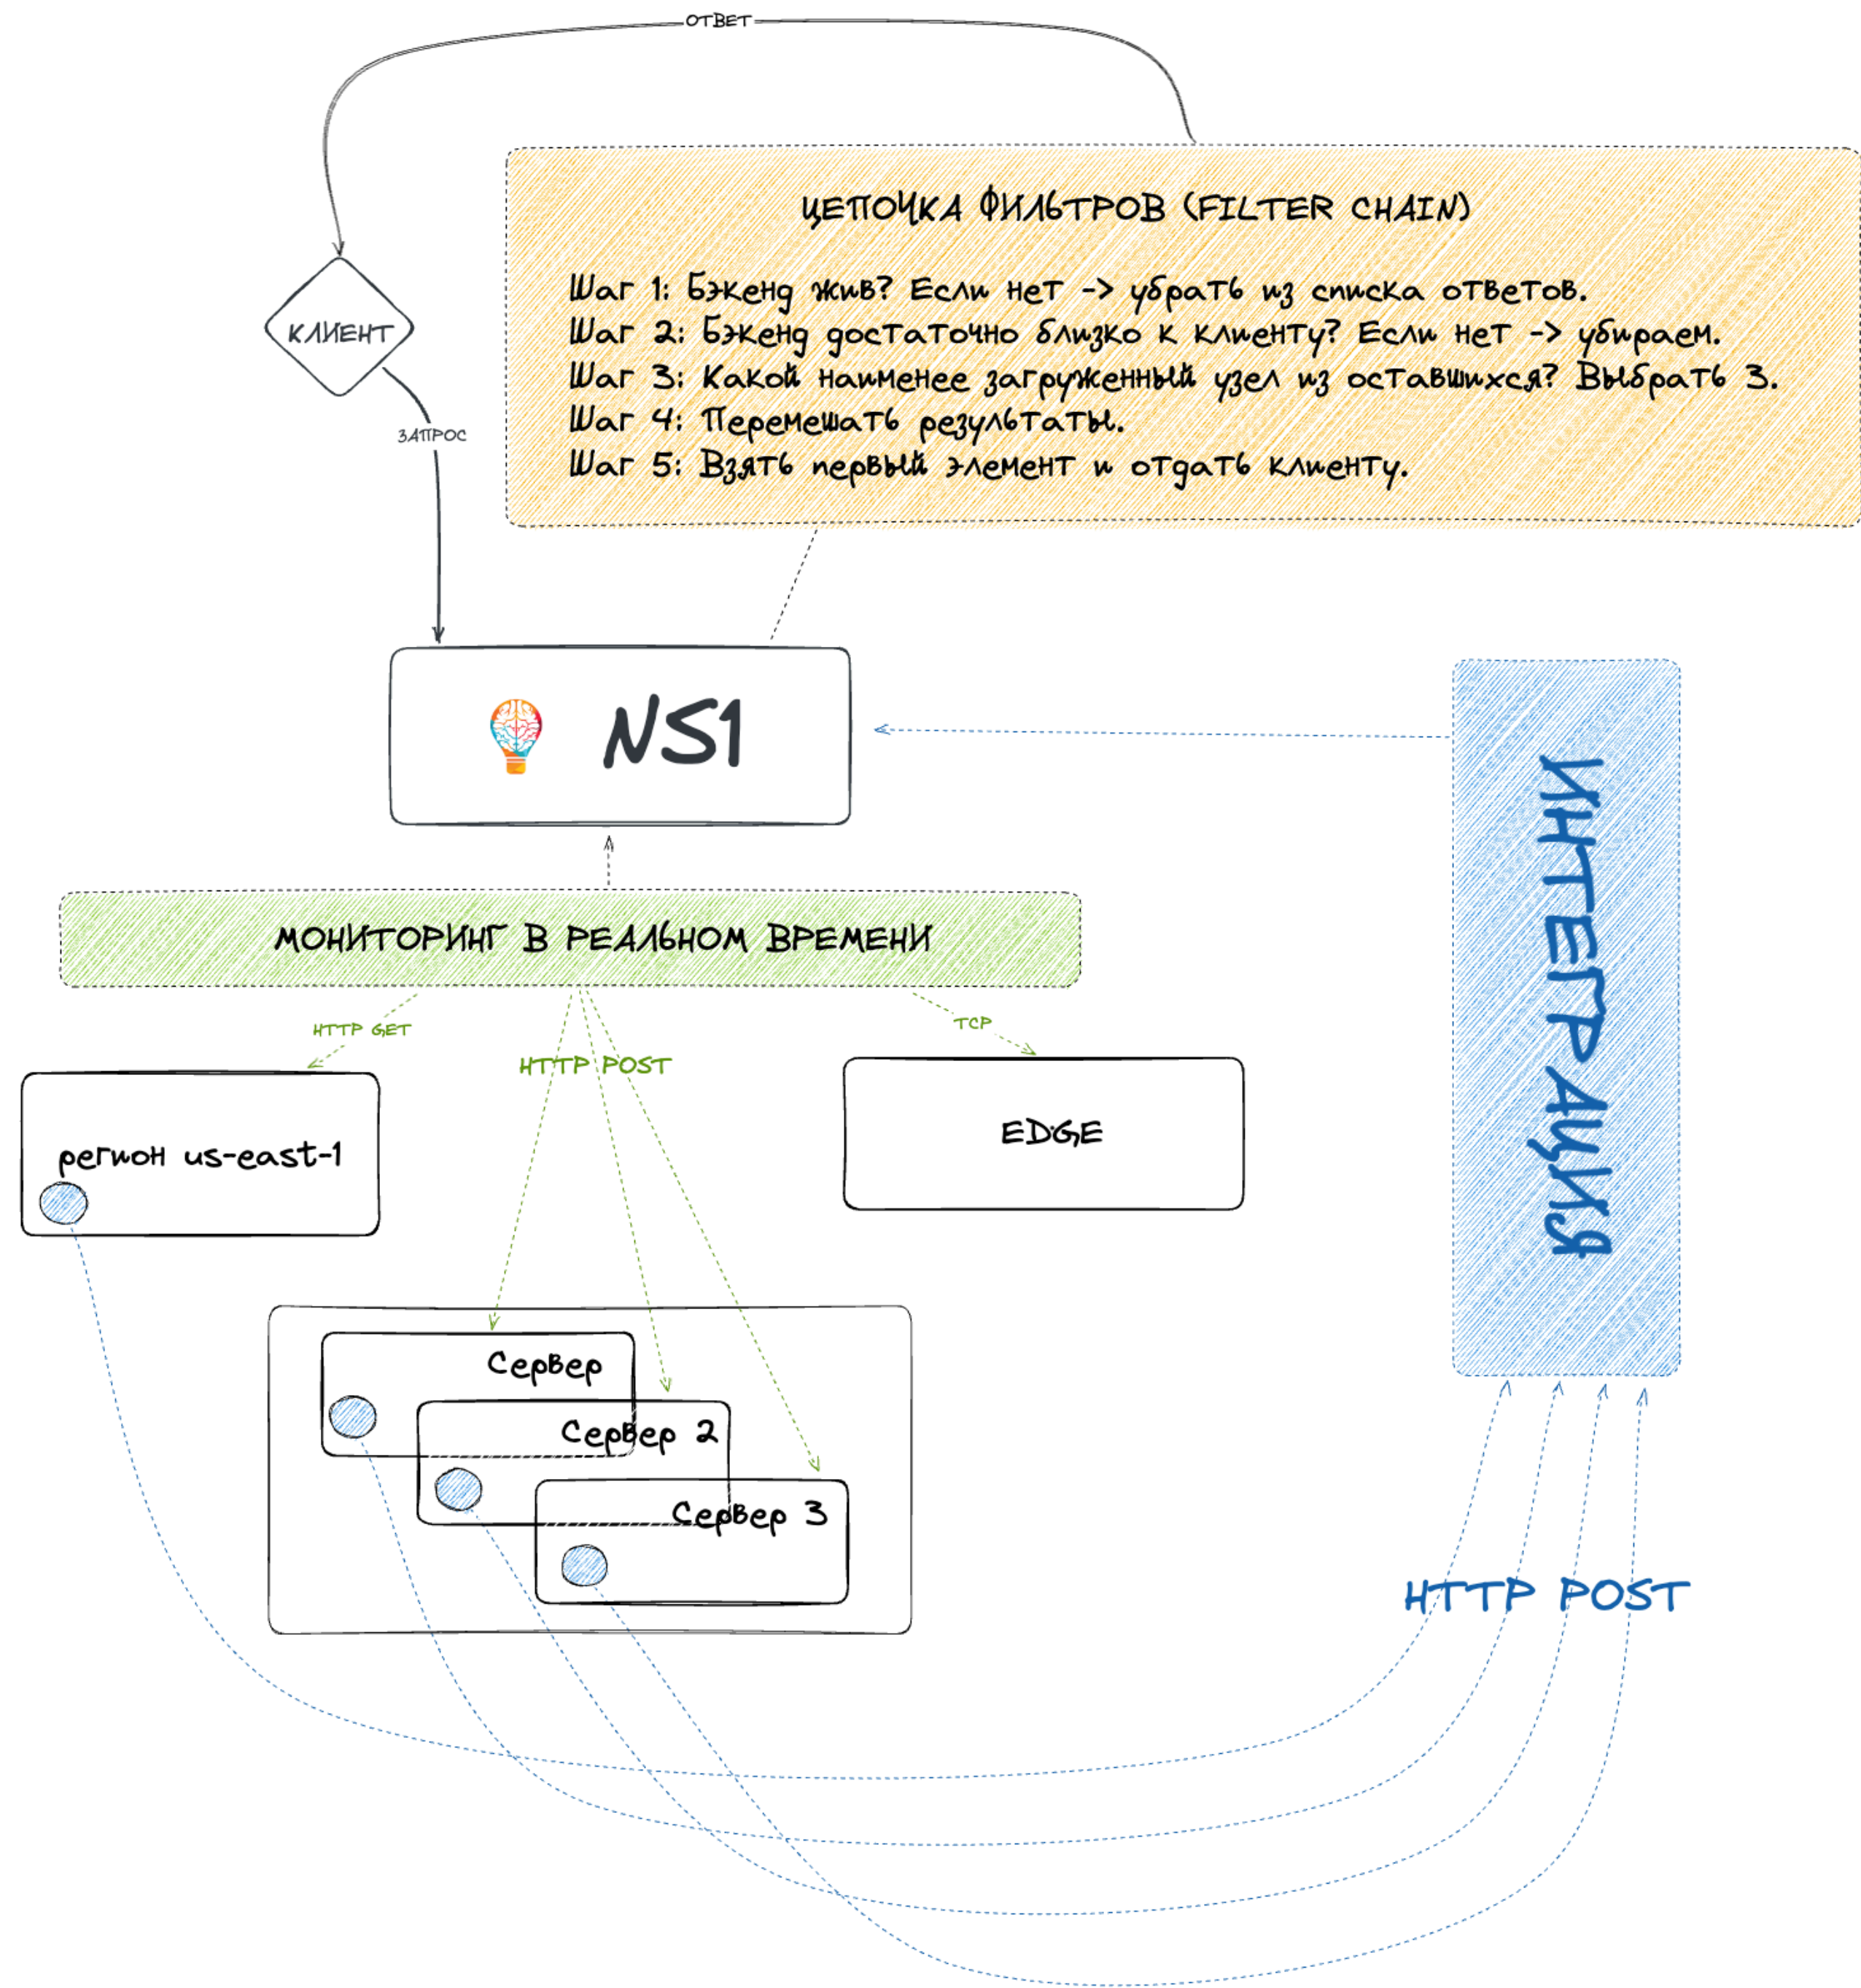 ОТВЕТ
ЦЕПОЧКА ФИЛЬТРОВ (FILTER CHAIN)
Шаг 1: Бэкенд жив? Если нет -> убрать из списка ответов.
Шаг 2: Бэкенд достаточно близко к клиенту? Если нет -> убираем.
Шаг 3: Какой наименее загруженный узел из оставшихся? Выбрать 3.
Шаг 4: Перемешать результаты.
Шаг 5: Взять первый элемент и отдать клиенту.
КЛИЕНТ
ЗАПРОС
NS1
ИНТЕГРАЦИЯ
МОНИТОРИНГ В РЕАЛЬНОМ ВРЕМЕНИ
HTTP GET
HTTP POST
TCP
регион us-east-1
EDGE
Сервер
Сервер 2
Сервер 3
HTTP POST